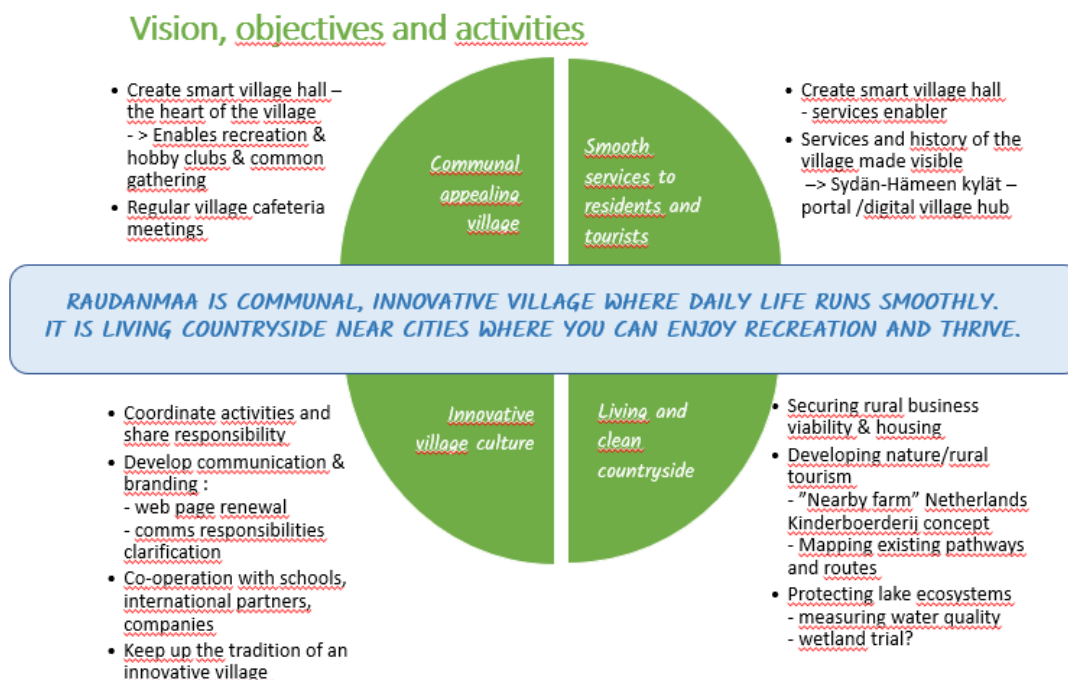 Vision, objectives and activities
• Create smart village hall –
the heart of the village
- > Enables recreation &
hobby clubs & common
gathering
• Regular village cafeteria
meetings
Communal
appealing
village
Smooth
services to
residents and
tourists
• Create smart village hall
- services enabler
• Services and history of the
village made visible
–> Sydän-Hämeen kylät –
portal /digital village hub
RAUDANMAA IS COMMUNAL, INNOVATIVE VILLAGE WHERE DAILY LIFE RUNS SMOOTHLY.
IT IS LIVING COUNTRYSIDE NEAR CITIES WHERE YOU CAN ENJOY RECREATION AND THRIVE.
• Coordinate activities and
share responsibility
• Develop communication &
branding :
- web page renewal
- comms responsibilities
clarification
• Co-operation with schools,
international partners,
companies
• Keep up the tradition of an
innovative village
Innovative
village culture
Living and
clean
countryside
• Securing rural business
viability & housing
• Developing nature/rural
tourism
- ”Nearby farm” Netherlands
Kinderboerderij concept
- Mapping existing pathways
and routes
• Protecting lake ecosystems
- measuring water quality
- wetland trial?